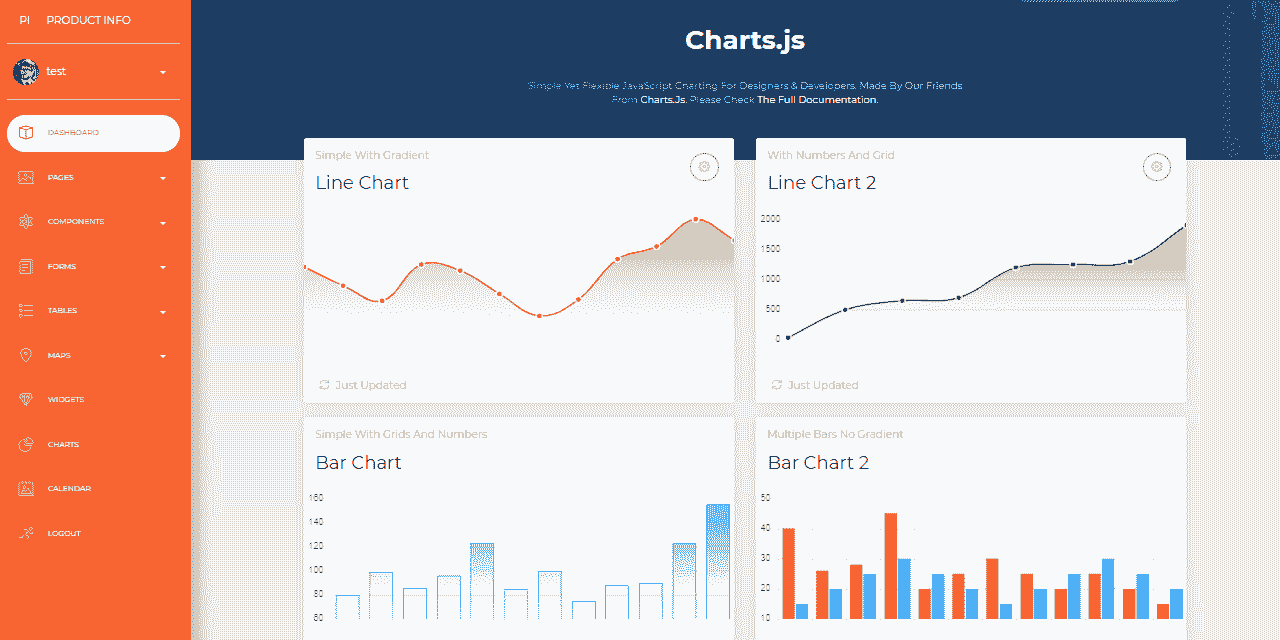 PI PRODUCT INFO
test
DASHBOARD
PAGES
COMPONENTS
FORMS
TABLES
MAPS
WIDGETS
CHARTS
CALENDAR
LOGOUT
Charts.js
Simple Yet Flexible JavaScript Charting For Designers & Developers. Made By Our Friends
From Charts.Js. Please Check The Full Documentation.
Simple With Gradient
Line Chart
Just Updated
With Numbers And Grid
Line Chart 2
2000
1500
1000
500
0
Just Updated
Simple With Grids And Numbers
Bar Chart
160
140
120
100
80
60
Multiple Bars No Gradient
Bar Chart 2
50
40
30
20
10